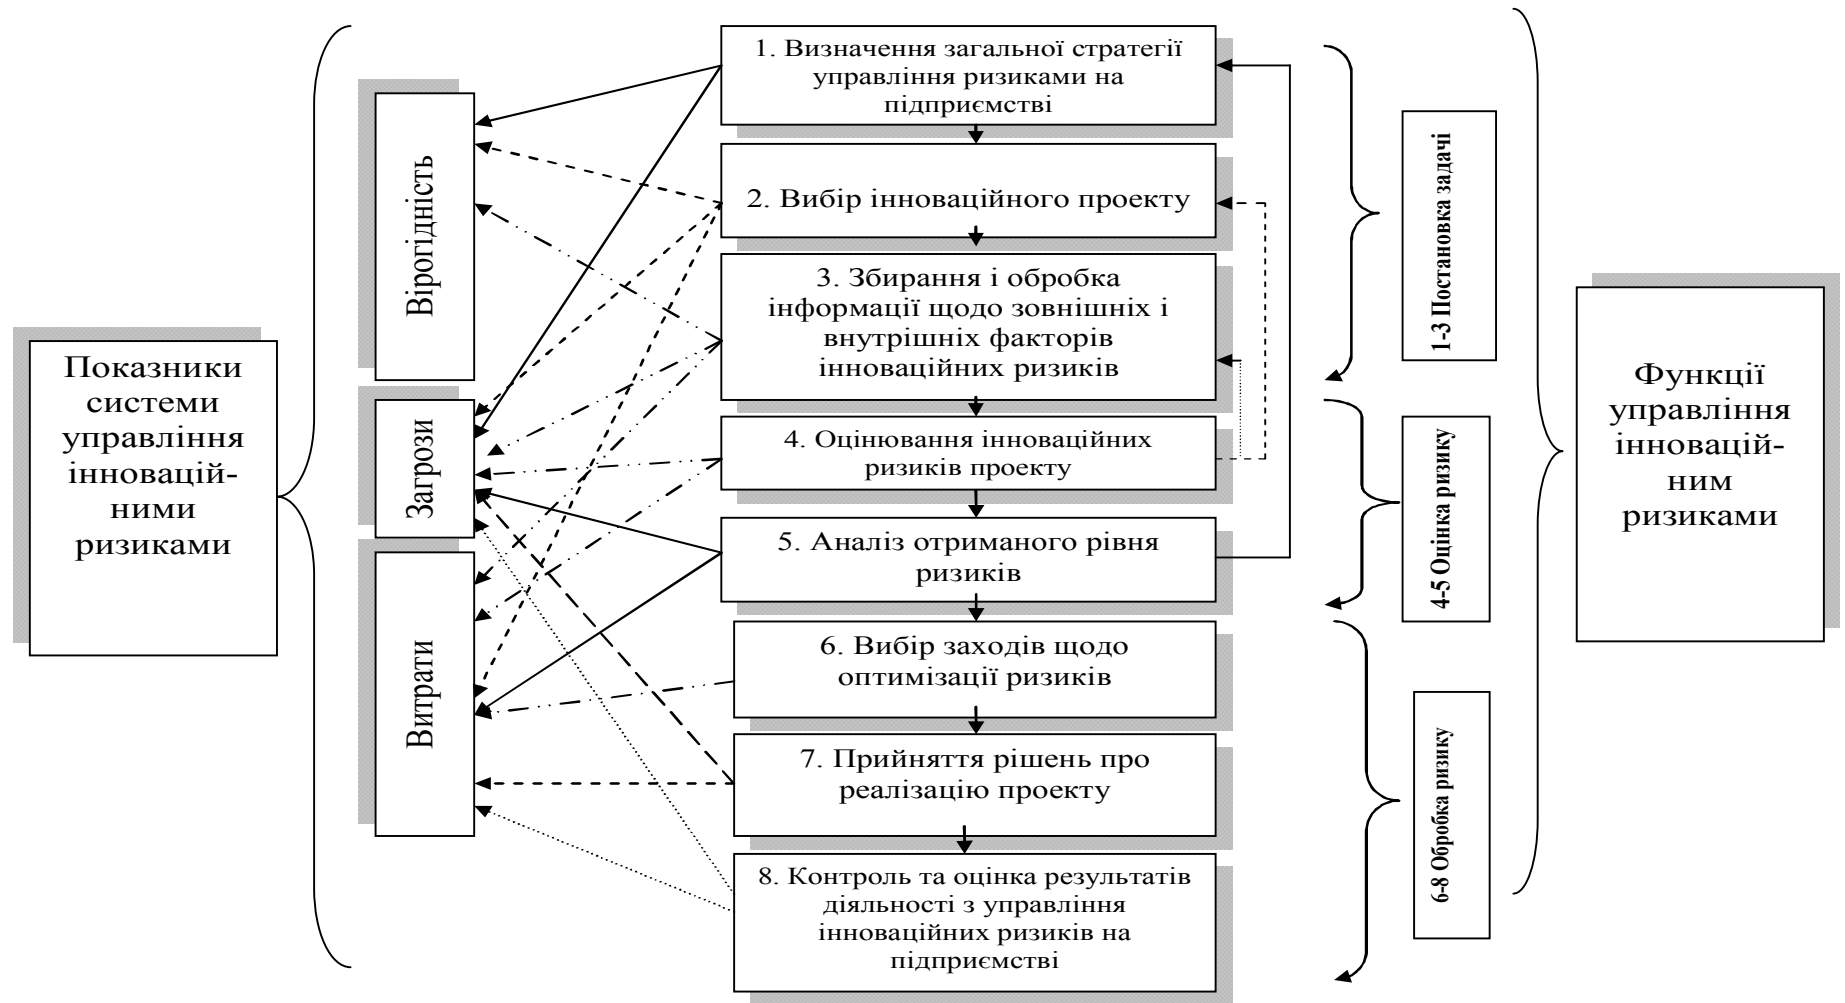 Показники
системи
управління
інновацій-
ними
ризиками
Вірогідність
Загрози
Витрати
1. Визначення загальної стратегії
управління ризиками на
підприємстві
2. Вибір інноваційного проекту
3. Збирання і обробка
інформації щодо зовнішніх і
внутрішніх факторів
інноваційних ризиків
4. Оцінювання інноваційних
ризиків проекту
5. Аналіз отриманого рівня
ризиків
6. Вибір заходів щодо
оптимізації ризиків
7. Прийняття рішень про
реалізацію проекту
8. Контроль та оцінка результатів
діяльності з управління
інноваційних ризиків на
підприємстві
1-3 Постановка задачі
4-5 Оцінка ризику
6-8 Обробка ризику
Функції
управління
інновацій-
ним
ризиками